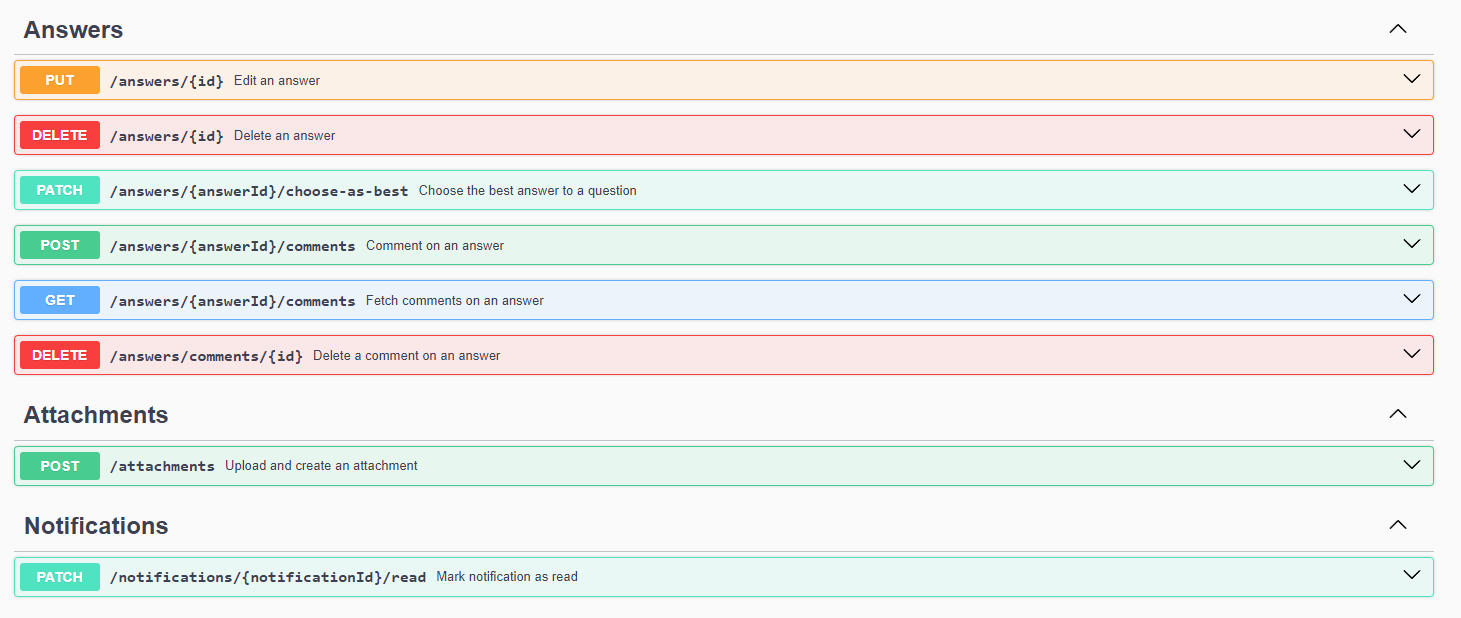 Answers
PUT /answers/{id} Edit an answer
DELETE /answers/{id} Delete an answer
PATCH /answers/{answerId}/choose-as-best Choose the best answer to a question
POST /answers/{answerId}/comments Comment on an answer
GET /answers/{answerId}/comments Fetch comments on an answer
DELETE /answers/comments/{id} Delete a comment on an answer
Attachments
POST /attachments Upload and create an attachment
Notifications
PATCH /notifications/{notificationId}/read Mark notification as read